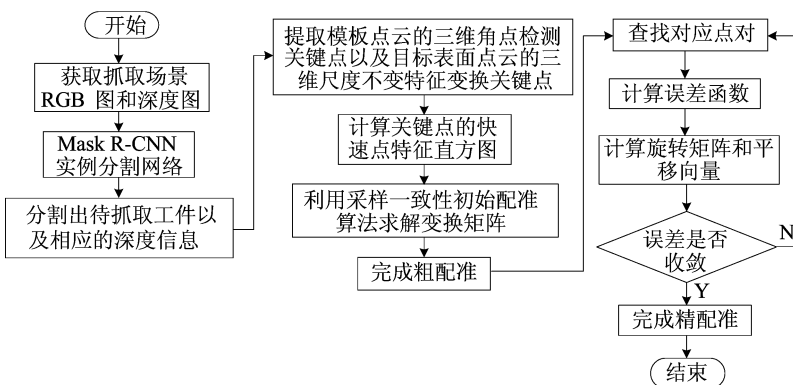 开始
获取抓取场景
RGB 图和深度图
Mask R-CNN
实例分割网络
分割出待抓取工件以
及相应的深度信息
提取模板点云的三维角点检测
关键点以及目标表面点云的三
维尺度不变特征变换关键点
计算关键点的快
速点特征直方图
利用采样一致性初始配准
算法求解变换矩阵
完成粗配准
查找对应点对
计算误差函数
计算旋转矩阵和平
移向量
误差是否
收敛
N
Y
完成精配准
结束